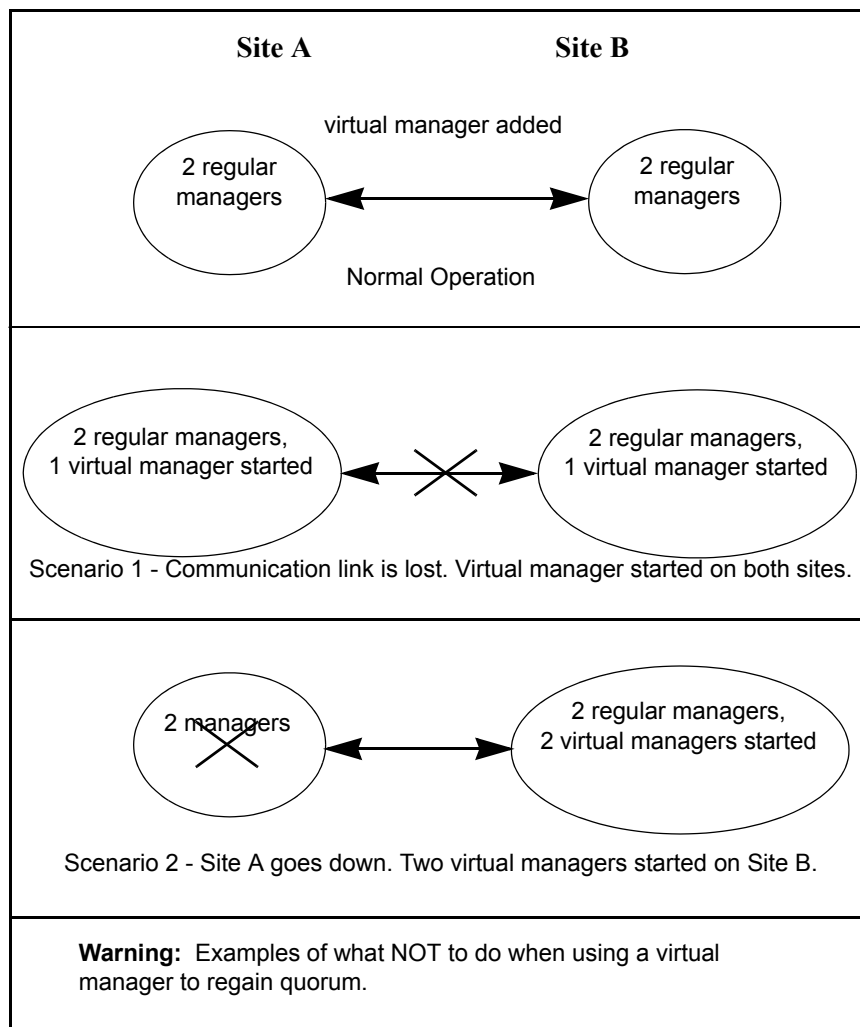 Site A Site B
virtual manager added
2 regular
managers
2 regular
managers
Normal Operation
2 regular managers,
1 virtual manager started
2 regular managers,
1 virtual manager started
Scenario 1 - Communication link is lost. Virtual manager started on both sites.
2 managers
2 regular managers,
2 virtual managers started
Scenario 2 - Site A goes down. Two virtual managers started on Site B.
Warning: Examples of what NOT to do when using a virtual
manager to regain quorum.